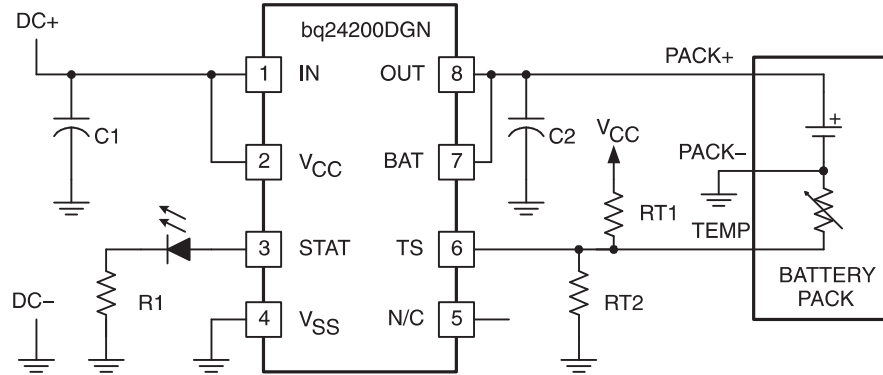 DC+
bq24200DGN
PACK+
1 IN OUT 8
C1
C2
+
VCC
2 VCC BAT 7
PACK–
RT1
TEMP
3 STAT TS 6
BATTERY
PACK
DC–
R1
RT2
4 VSS N/C 5